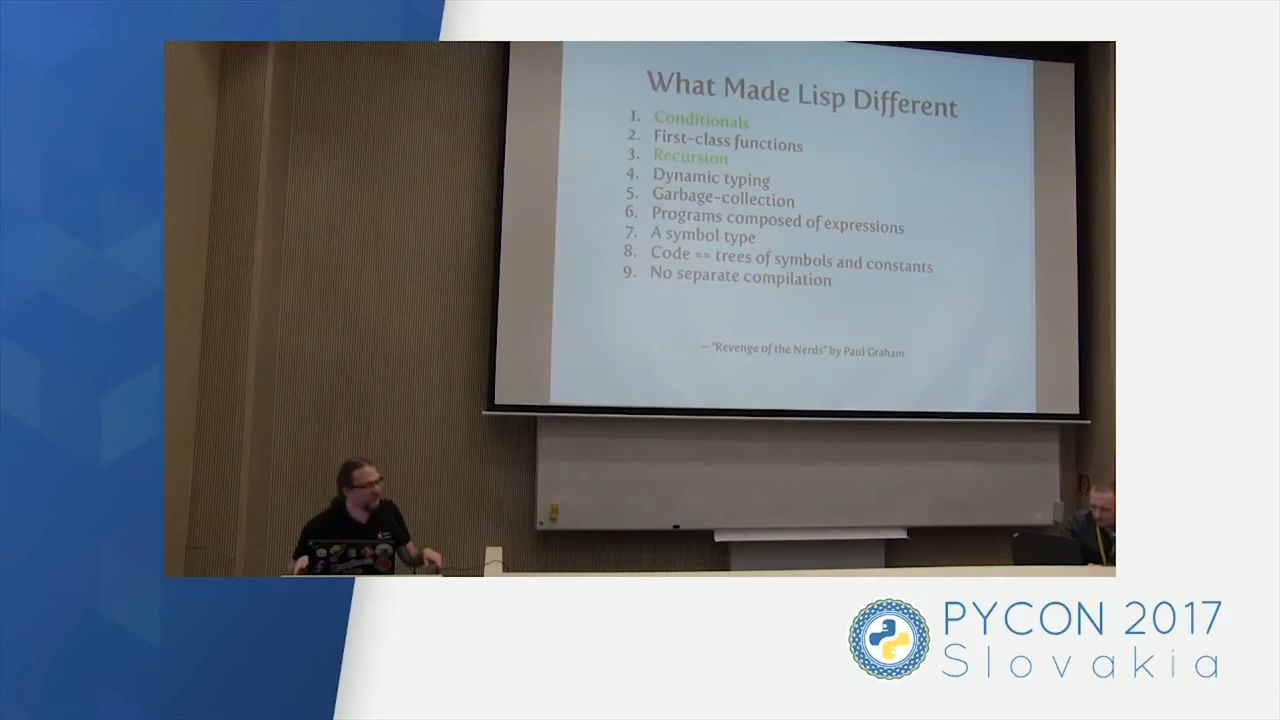 What Made Lisp Different
1. Conditionals
2. First-class functions
3. Recursion
4. Dynamic typing
5. Garbage-collection
6. Programs composed of expressions
7. A symbol type
8. Code == trees of symbols and constants
9. No separate compilation
– "Revenge of the Nerds" by Paul Graham
PYCON 2017
Slovakia